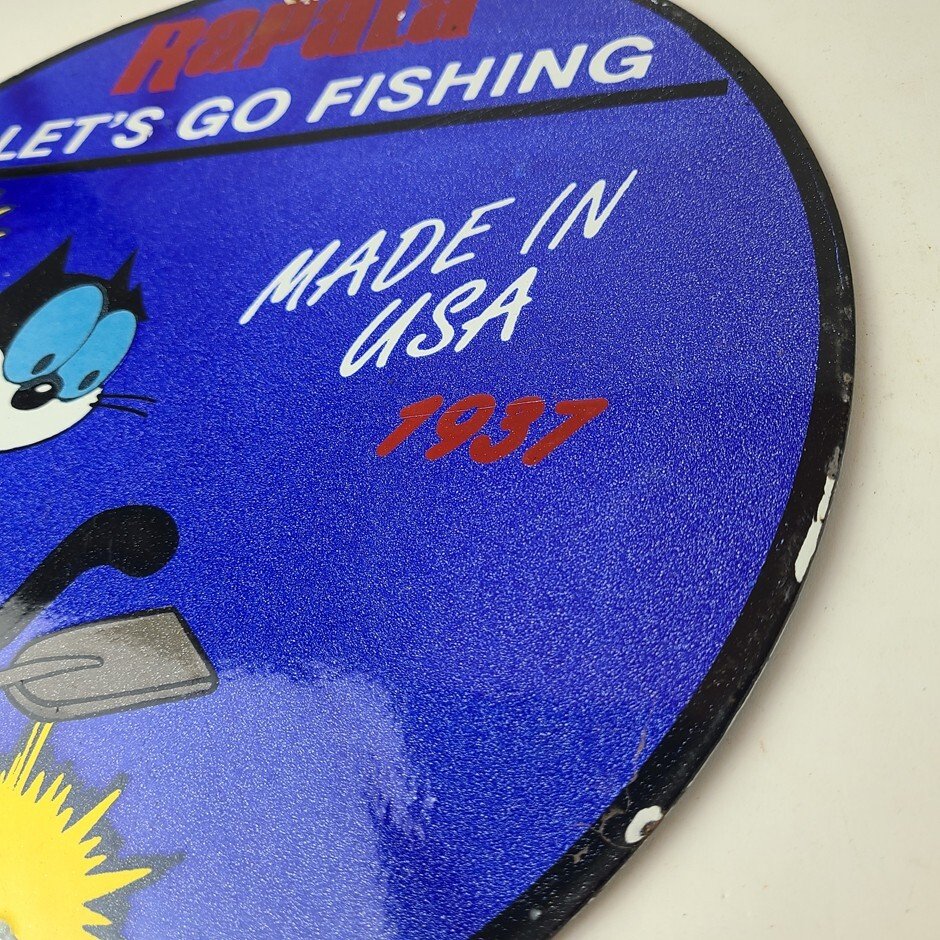 Rapala
LET'S GO FISHING
MADE IN
USA
1937